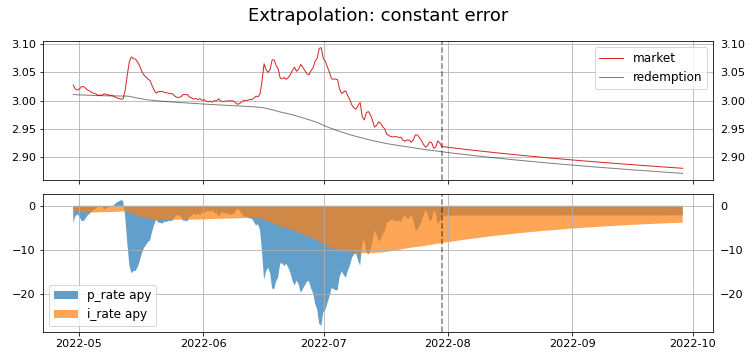 Extrapolation: constant error
3.10 3.10
market
3.05 3.05
redemption
3.00 3.00
2.95 2.95
2.90 2.90
0 0
−10 −10
p_rate apy
−20 −20
i_rate apy
2022-05 2022-06 2022-07 2022-08 2022-09 2022-10